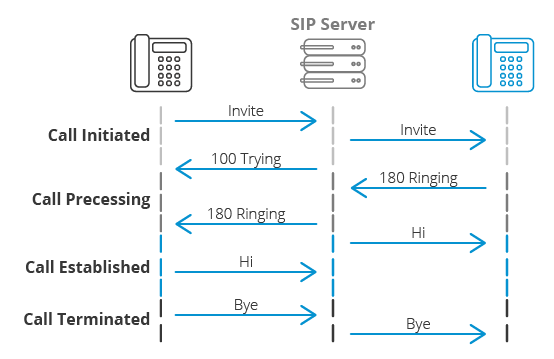 SIP Server
Invite
Call Initiated
Invite
100 Trying
180 Ringing
Call Precessing
180 Ringing
Hi
Call Established
Hi
Bye
Call Terminated
Bye